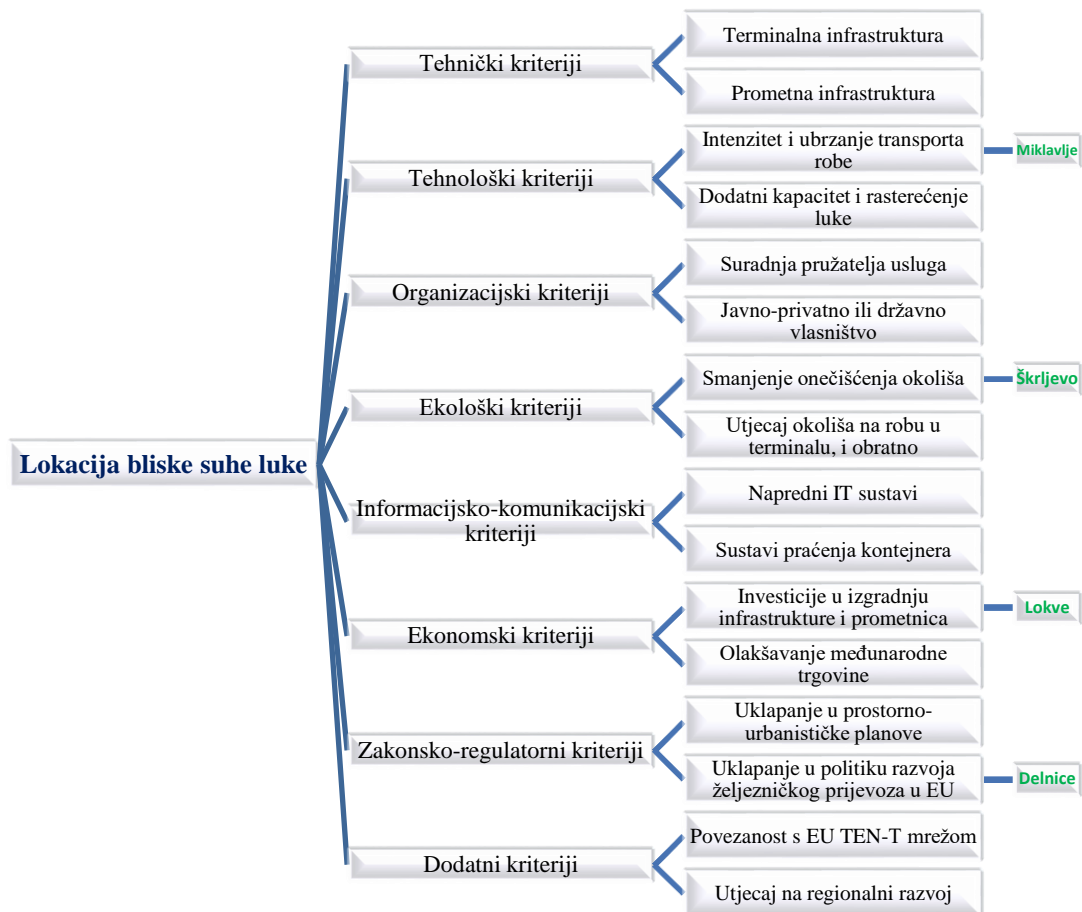 Lokacija bliske suhe luke
Tehnički kriteriji
Terminalna infrastruktura
Prometna infrastruktura
Tehnološki kriteriji
Intenzitet i ubrzanje transporta
robe
Miklavlje
Dodatni kapacitet i rasterećenje
luke
Organizacijski kriteriji
Suradnja pružatelja usluga
Javno-privatno ili državno
vlasništvo
Ekološki kriteriji
Smanjenje onečišćenja okoliša
Škrljevo
Utjecaj okoliša na robu u
terminalu, i obratno
Informacijsko-komunikacijski
kriteriji
Napredni IT sustavi
Sustavi praćenja kontejnera
Ekonomski kriteriji
Investicije u izgradnju
infrastrukture i prometnica
Lokve
Olakšavanje međunarodne
trgovine
Zakonsko-regulatorni kriteriji
Uklapanje u prostorno-
urbanističke planove
Uklapanje u politiku razvoja
željezničkog prijevoza u EU
Delnice
Dodatni kriteriji
Povezanost s EU TEN-T mrežom
Utjecaj na regionalni razvoj